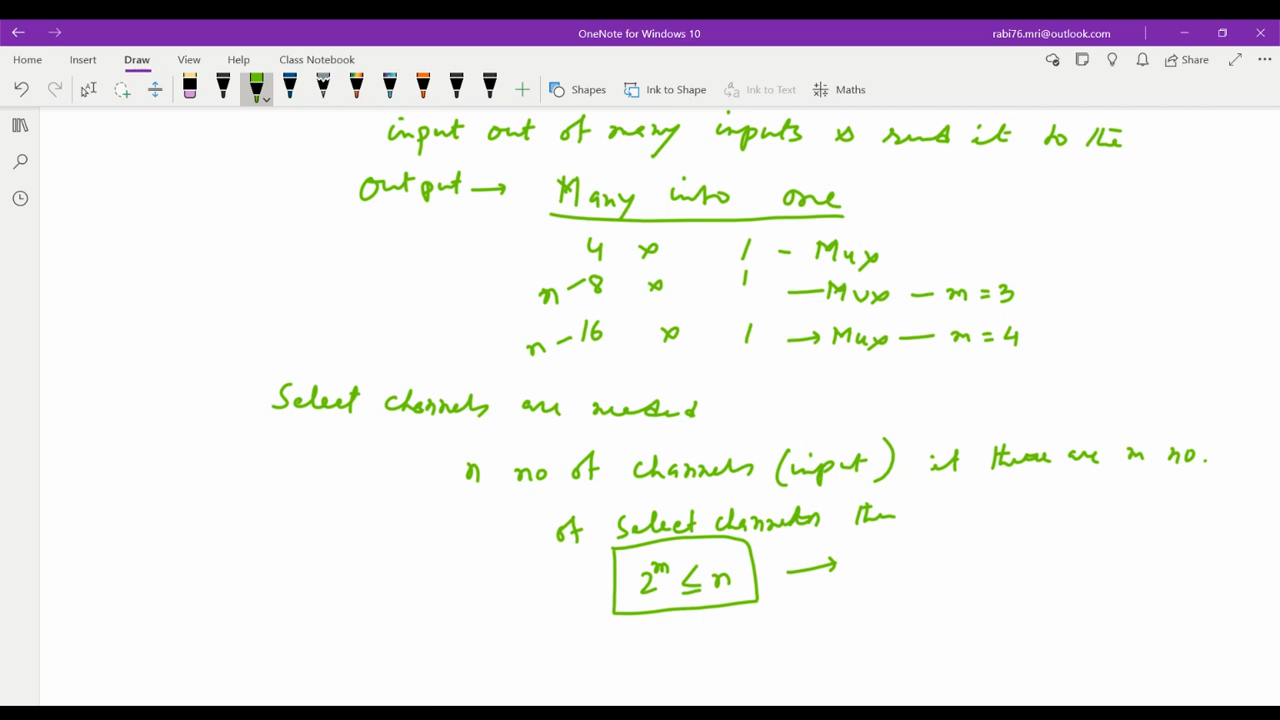 OneNote for Windows 10
rabi76.mri@outlook.com
Home Insert Draw View Help Class Notebook Share
Shapes Ink to Shape Ink to Text Maths
input out of many inputs & send it to the
Output → Many into one
4 x 1 - Mux
n - 8 x 1 — Mux — m = 3
n - 16 x 1 → Mux — m = 4
Select channels are needed
n no of channels (input) if there are m no.
of select channels then
2^m ≤ n →